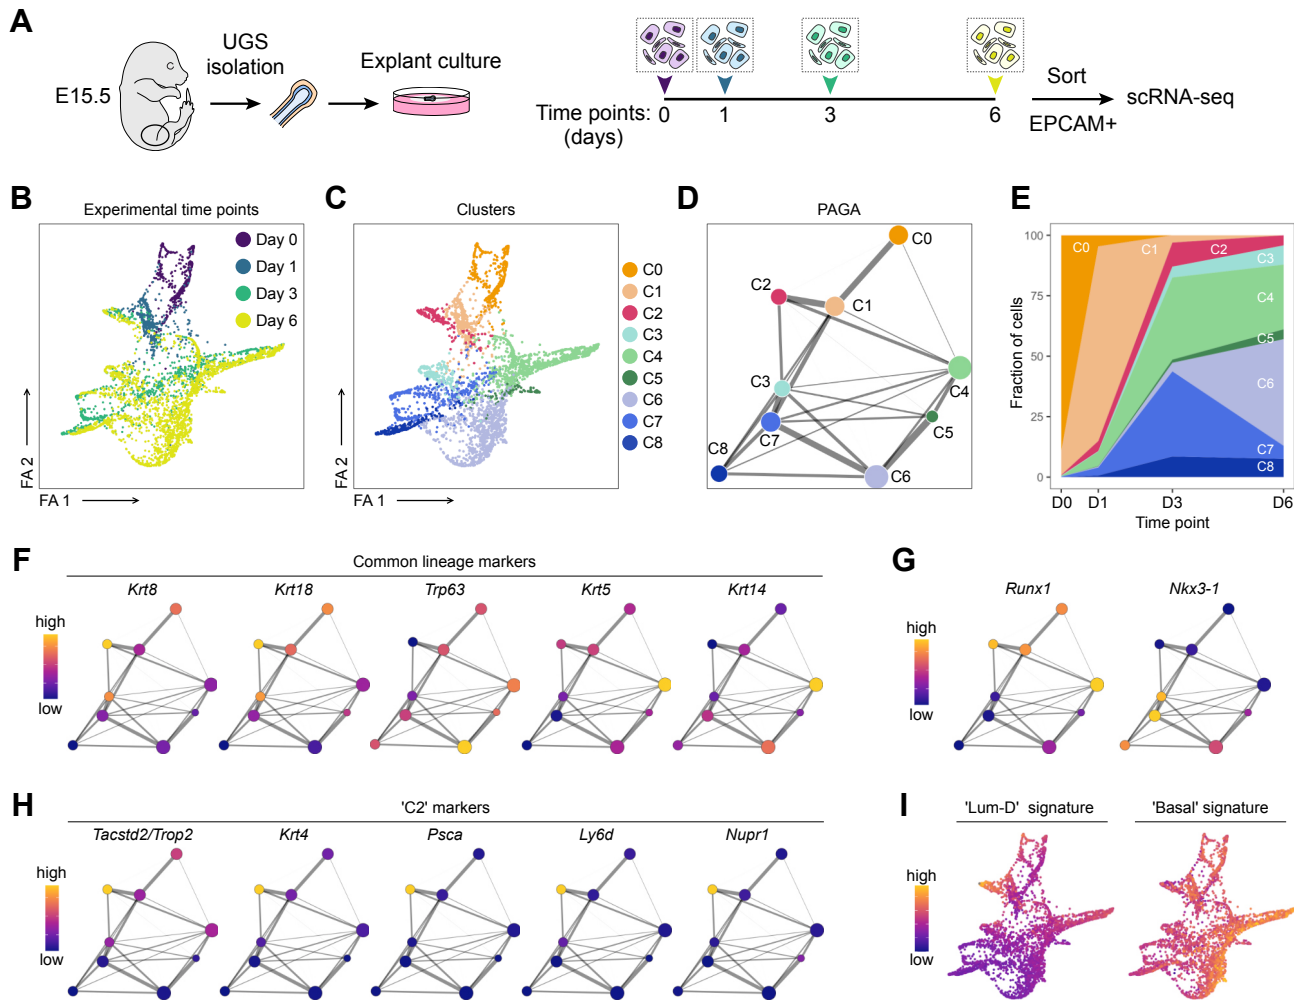 A
E15.5
UGS
isolation
Explant culture
Time points:
(days)
0
1
3
6
Sort
EPCAM+
scRNA-seq
B
Experimental time points
Day 0
Day 1
Day 3
Day 6
FA 2
FA 1
C
Clusters
C0
C1
C2
C3
C4
C5
C6
C7
C8
FA 2
FA 1
D
PAGA
C0
C2
C1
C3
C4
C7
C5
C8
C6
E
Fraction of cells
100
75
50
25
0
C0
C1
C2
C3
C4
C5
C6
C7
C8
D0
D1
D3
D6
Time point
F
Common lineage markers
Krt8
Krt18
Trp63
Krt5
Krt14
high
low
G
Runx1
Nkx3-1
high
low
H
'C2' markers
Tacstd2/Trop2
Krt4
Psca
Ly6d
Nupr1
high
low
I
'Lum-D' signature
'Basal' signature
high
low